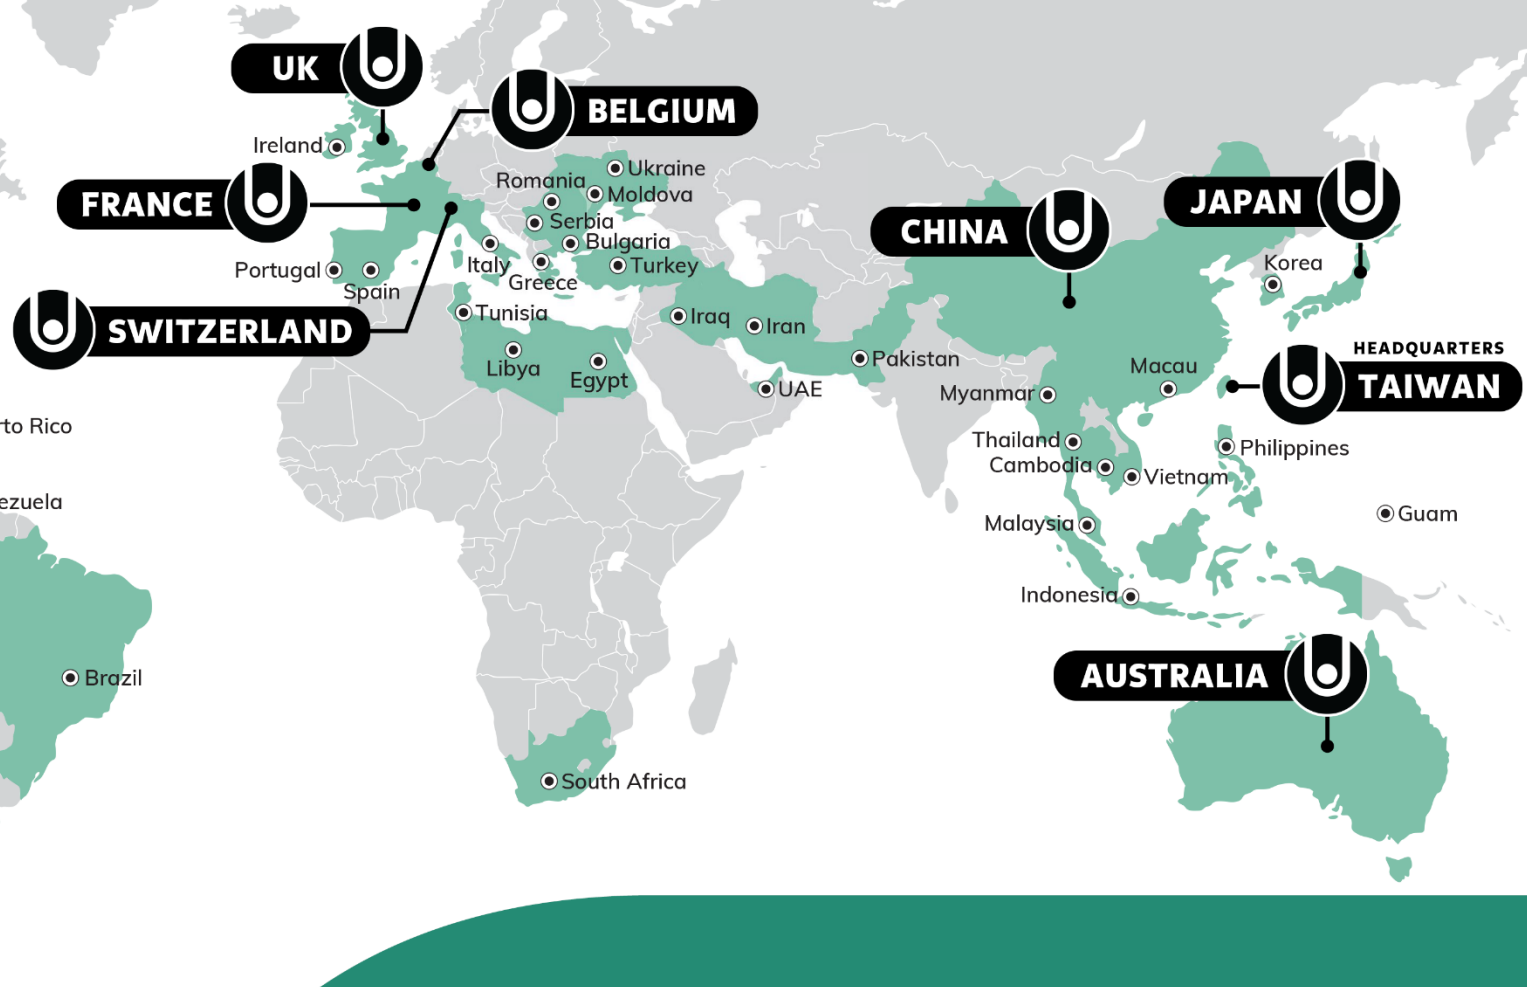 UK
BELGIUM
Ireland
Ukraine
Romania
Moldova
FRANCE
JAPAN
Serbia
CHINA
Bulgaria
Italy
Turkey
Korea
Portugal
Greece
Spain
Tunisia
Iraq
Iran
SWITZERLAND
HEADQUARTERS
TAIWAN
Libya
Egypt
Pakistan
Macau
UAE
Myanmar
rto Rico
Thailand
Philippines
Cambodia
Vietnam
ezuela
Guam
Malaysia
Indonesia
Brazil
AUSTRALIA
South Africa